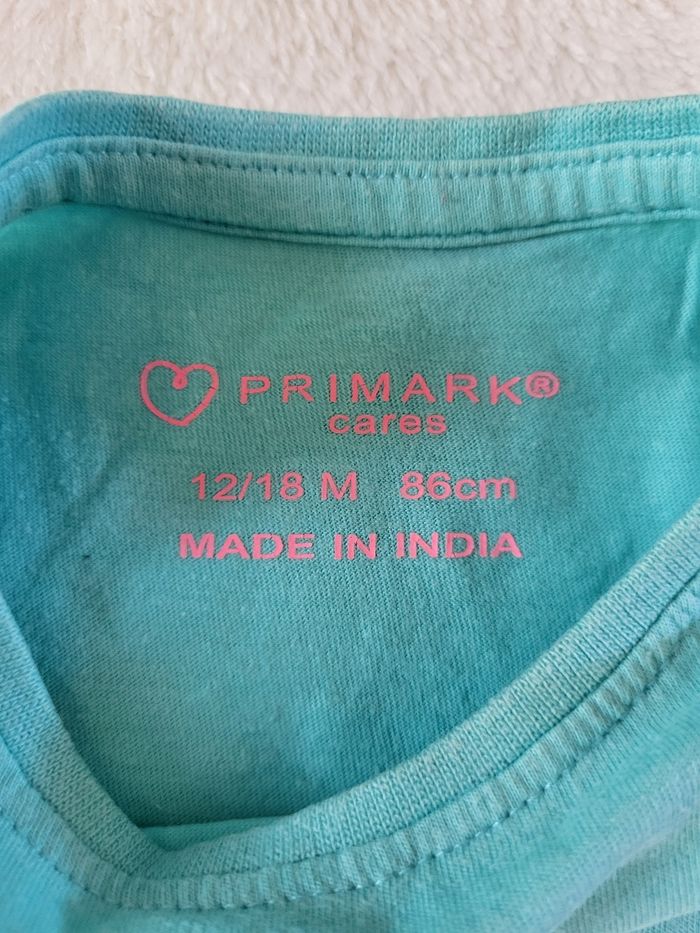 PRIMARK®
cares
12/18 M 86cm
MADE IN INDIA